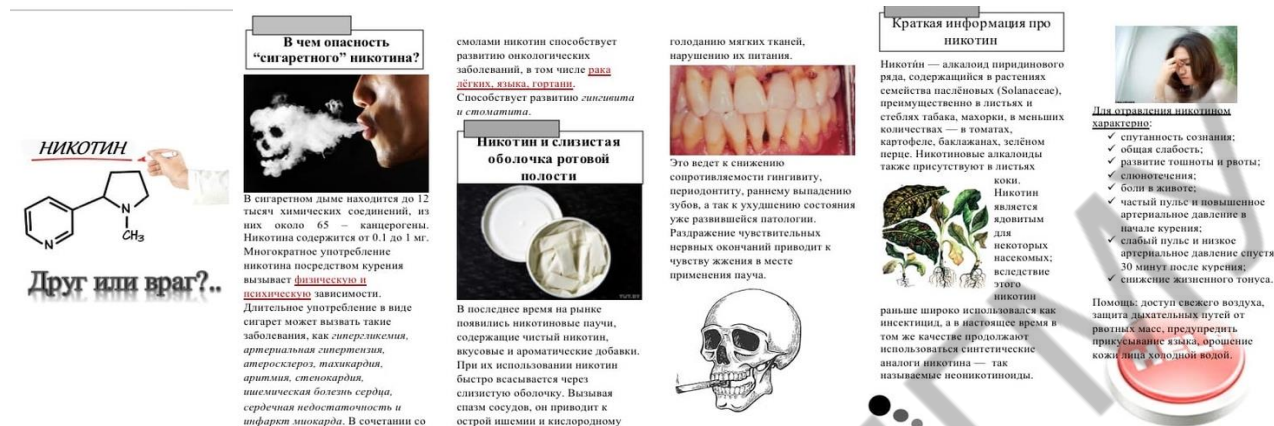 НИКОТИН
N
N
CH₃
Друг или враг?..
В чем опасность
“сигаретного” никотина?
В сигаретном дыме находится до 12
тысяч химических соединений, из
них около 65 – канцерогены.
Никотина содержится от 0.1 до 1 мг.
Многократное употребление
никотина посредством курения
вызывает физическую и
психическую зависимости.
Длительное употребление в виде
сигарет может вызвать такие
заболевания, как гипергликемия,
артериальная гипертензия,
атеросклероз, тахикардия,
аритмия, стенокардия,
ишемическая болезнь сердца,
сердечная недостаточность и
инфаркт миокарда. В сочетании со
смолами никотин способствует
развитию онкологических
заболеваний, в том числе рака
лёгких, языка, гортани.
Способствует развитию гингивита
и стоматита.
Никотин и слизистая
оболочка ротовой
полости
TUT.BY
В последнее время на рынке
появились никотиновые паучи,
содержащие чистый никотин,
вкусовые и ароматические добавки.
При их использовании никотин
быстро всасывается через
слизистую оболочку. Вызывая
спазм сосудов, он приводит к
острой ишемии и кислородному
голоданию мягких тканей,
нарушению их питания.
Это ведет к снижению
сопротивляемости гингивиту,
периодонтиту, раннему выпадению
зубов, а так к ухудшению состояния
уже развившейся патологии.
Раздражение чувствительных
нервных окончаний приводит к
чувству жжения в месте
применения пауча.
Краткая информация про
никотин
Никоти́н — алкалоид пиридинового
ряда, содержащийся в растениях
семейства паслёновых (Solanaceae),
преимущественно в листьях и
стеблях табака, махорки, в меньших
количествах — в томатах,
картофеле, баклажанах, зелёном
перце. Никотиновые алкалоиды
также присутствуют в листьях
коки.
Никотин
является
ядовитым
для
некоторых
насекомых;
вследствие
этого
никотин
раньше широко использовался как
инсектицид, а в настоящее время в
том же качестве продолжают
использоваться синтетические
аналоги никотина — так
называемые неоникотиноиды.
Для отравления никотином
характерно:
✓ спутанность сознания;
✓ общая слабость;
✓ развитие тошноты и рвоты;
✓ слюнотечения;
✓ боли в животе;
✓ частый пульс и повышенное
артериальное давление в
начале курения;
✓ слабый пульс и низкое
артериальное давление спустя
30 минут после курения;
✓ снижение жизненного тонуса.
Помощь: доступ свежего воздуха,
защита дыхательных путей от
рвотных масс, предупредить
прикусывание языка, орошение
кожи лица холодной водой.